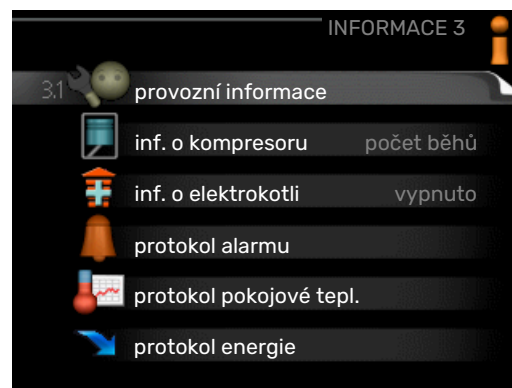 INFORMACE 3
3.1 provozní informace
inf. o kompresoru počet běhů
inf. o elektrokotli vypnuto
protokol alarmu
protokol pokojové tepl.
protokol energie